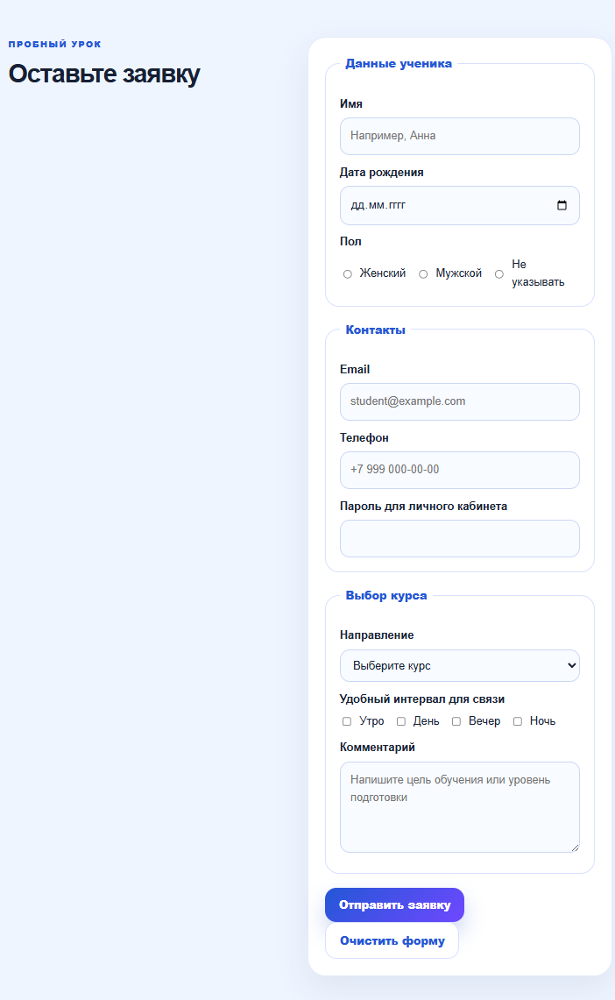 ПРОБНЫЙ УРОК
Оставьте заявку
Данные ученика
Имя
Например, Анна
Дата рождения
дд.мм.гггг
Пол
Женский
Мужской
Не
указывать
Контакты
Email
student@example.com
Телефон
+7 999 000-00-00
Пароль для личного кабинета
Выбор курса
Направление
Выберите курс
Удобный интервал для связи
Утро
День
Вечер
Ночь
Комментарий
Напишите цель обучения или уровень
подготовки
Отправить заявку
Очистить форму